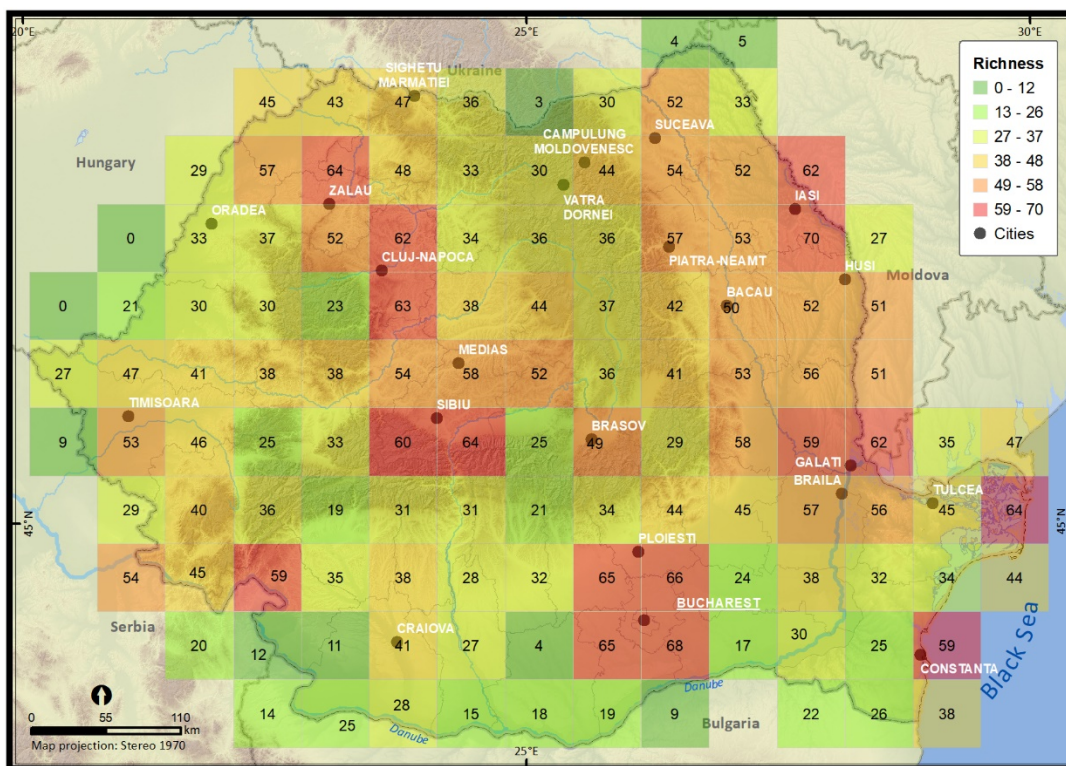 20°E 25°E 30°E
4 5
Richness
0 - 12
13 - 26
27 - 37
38 - 48
49 - 58
59 - 70
Cities
SIGHETU
MARMATIEI
Ukraine
45 43 47 36 3 30 52 33
SUCEAVA
CAMPULUNG
MOLDOVENESC
Hungary
29 57 64 48 33 30 44 54 52 62
ZALAU
VATRA
DORNEI
IASI
ORADEA
0 33 37 52 62 34 36 36 57 53 70 27
CLUJ-NAPOCA
PIATRA-NEAMT
HUSI
Moldova
BACAU
0 21 30 30 23 63 38 44 37 42 50 52 51
MEDIAS
27 47 41 38 38 54 58 52 36 41 53 56 51
TIMISOARA
SIBIU
BRASOV
9 53 46 25 33 60 64 25 49 29 58 59 62 35 47
GALATI
BRAILA
TULCEA
29 40 36 19 31 31 21 34 44 45 57 56 45 64
45°N 45°N
PLOIESTI
54 45 59 35 38 28 32 65 66 24 38 32 34 44
BUCHAREST
Serbia
CRAIOVA
20 12 11 41 27 4 65 68 17 30 25 59
CONSTANTA
Black Sea
Danube
Danube
Bulgaria
14 25 28 15 18 19 9 22 26 38
0 55 110
km
Map projection: Stereo 1970
25°E